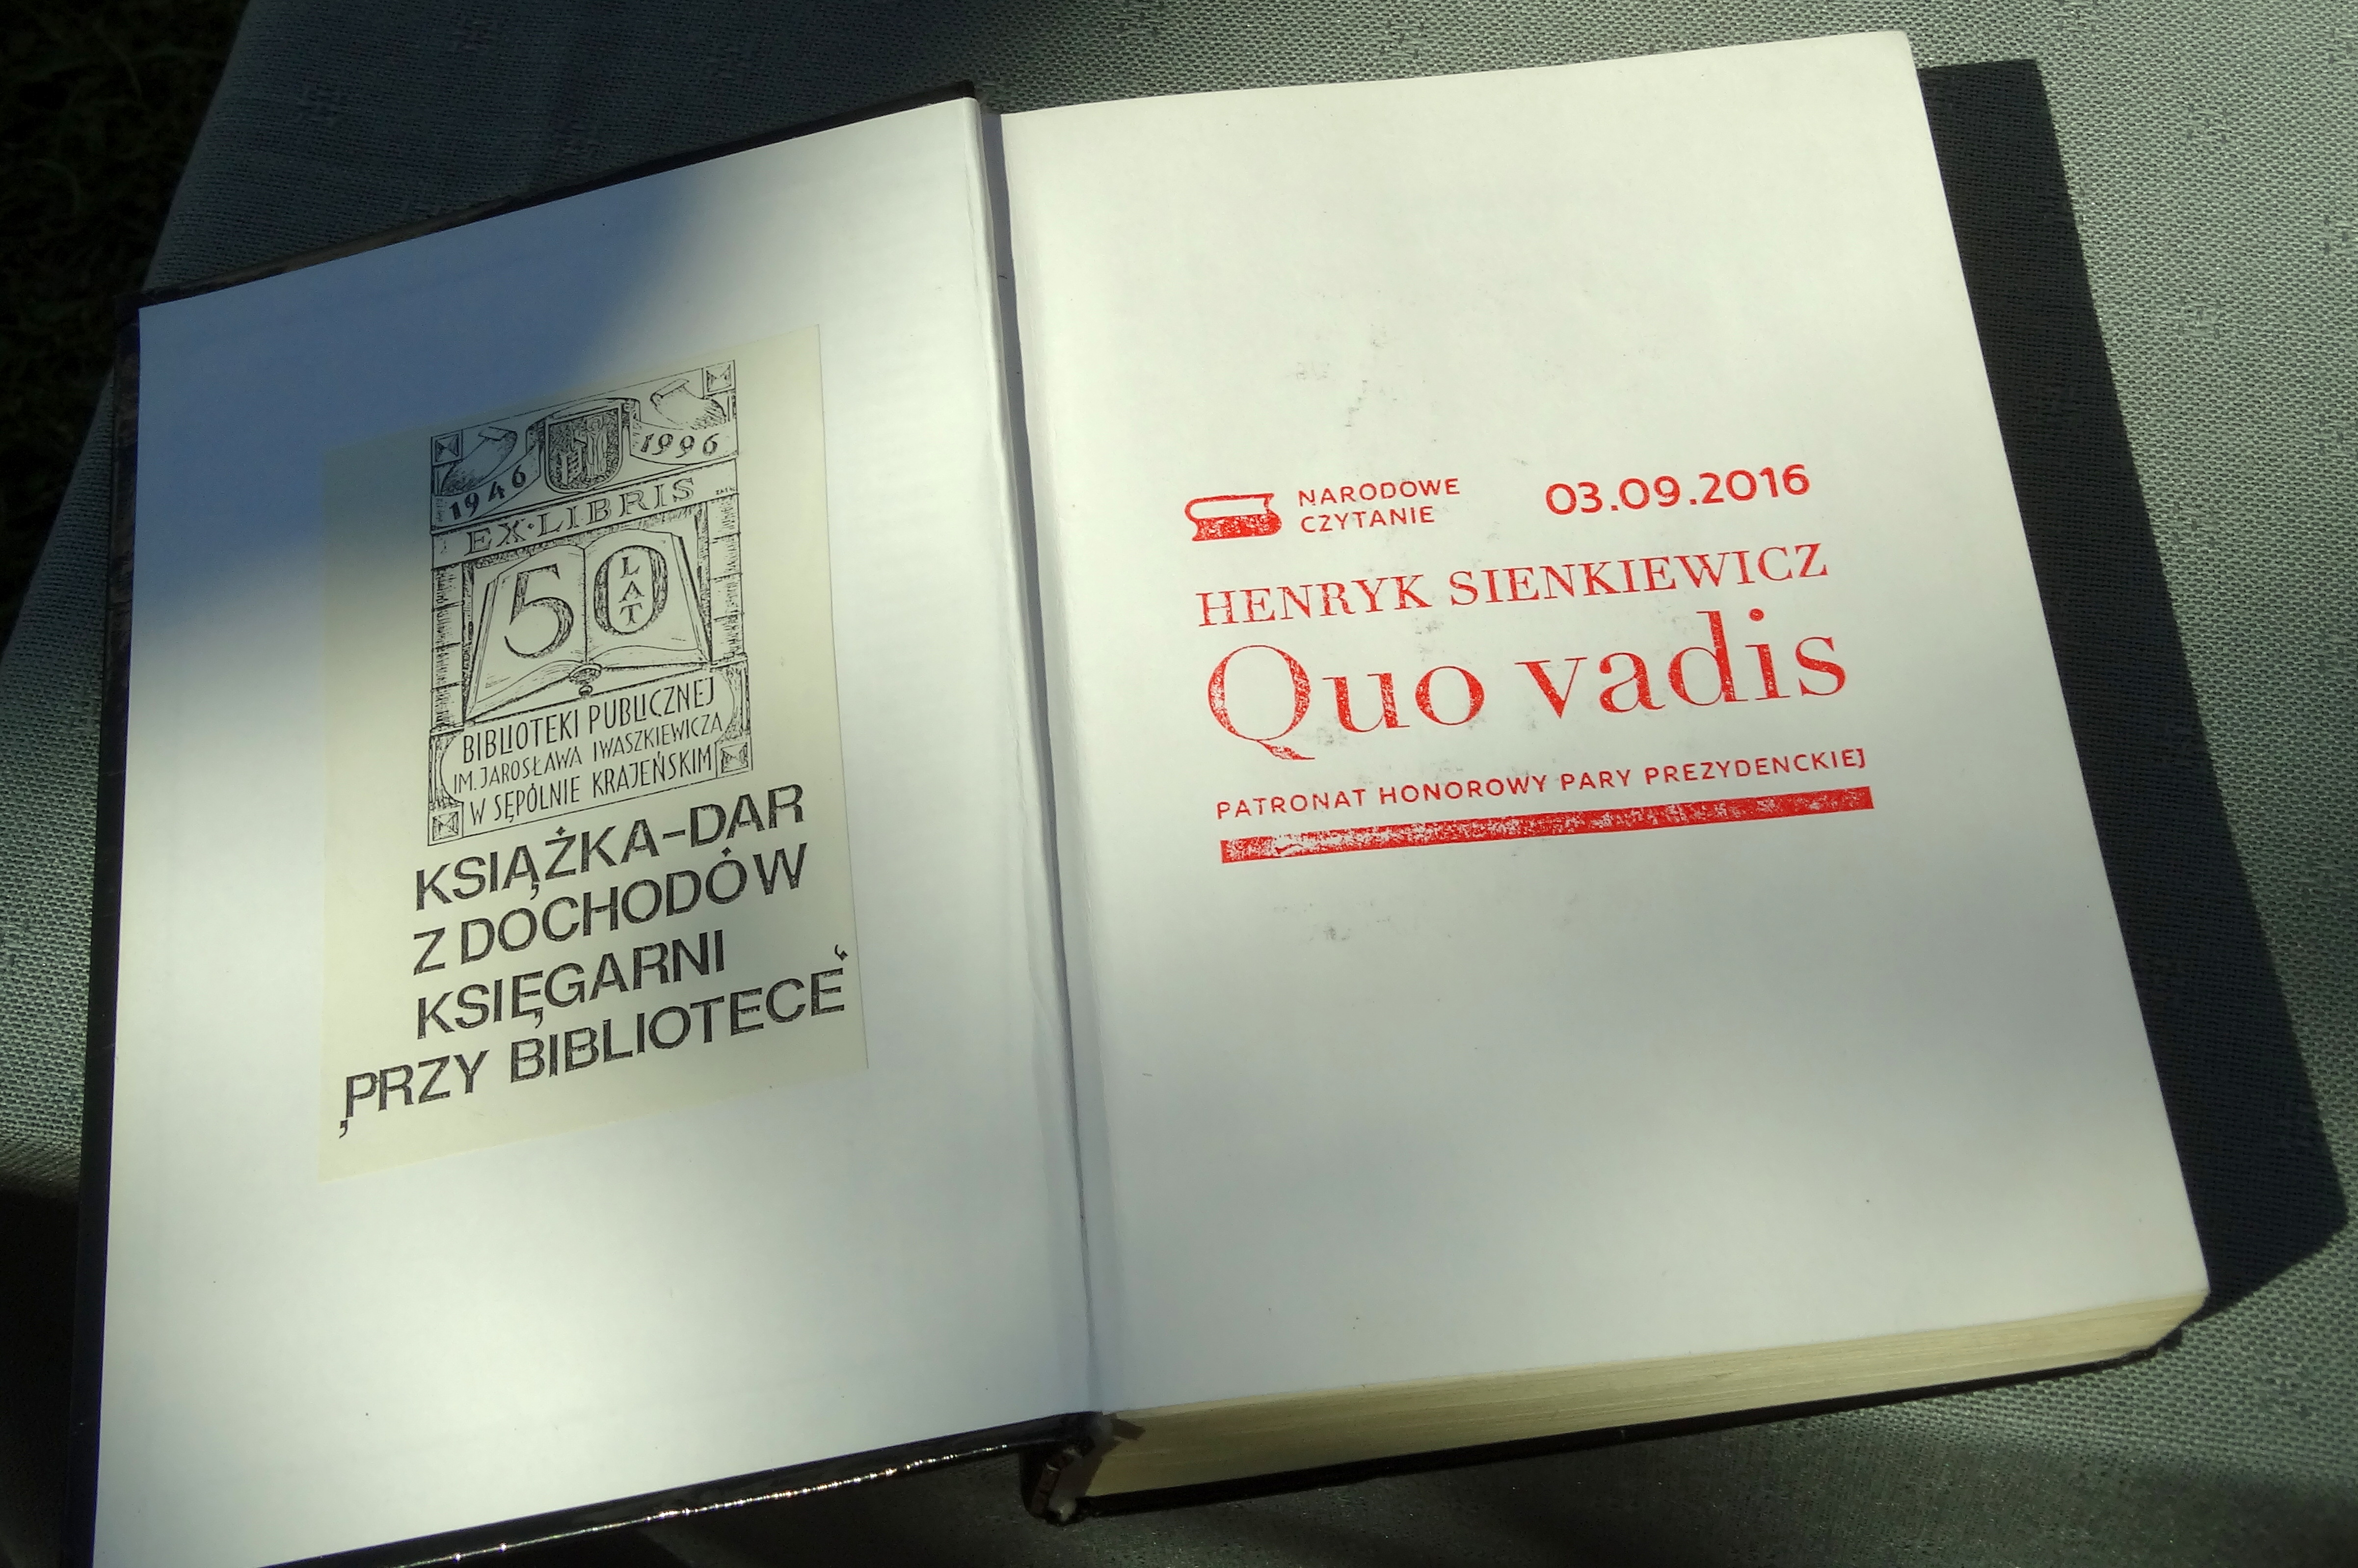 1946 1996
EX·LIBRIS
50
LAT
BIBLIOTEKI PUBLICZNEJ
IM. JAROSŁAWA IWASZKIEWICZA
W SĘPÓLNIE KRAJEŃSKIM
KSIĄŻKA-DAR
Z DOCHODÓW
KSIĘGARNI
,PRZY BIBLIOTECE‘
NARODOWE
CZYTANIE
03.09.2016
HENRYK SIENKIEWICZ
Quo vadis
PATRONAT HONOROWY PARY PREZYDENCKIEJ